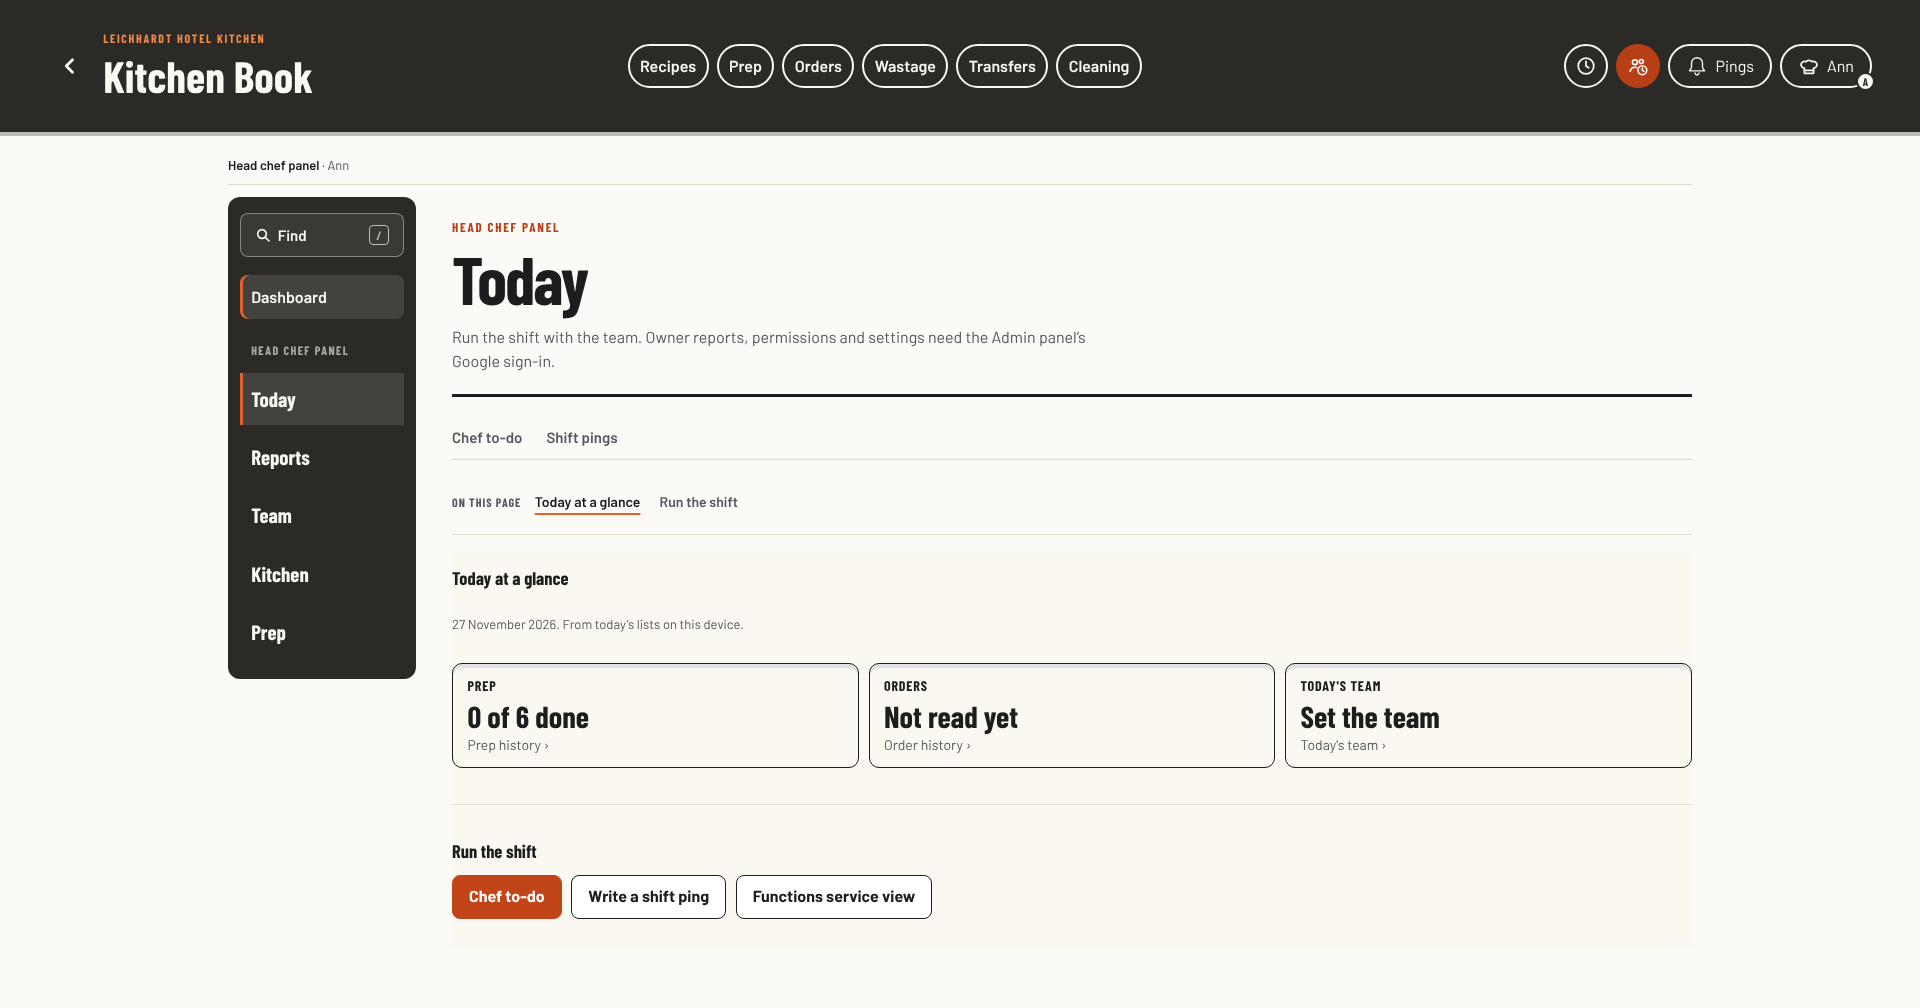 LEICHHARDT HOTEL KITCHEN
Kitchen Book
Recipes Prep Orders Wastage Transfers Cleaning
Pings Ann
A
Head chef panel · Ann
Find /
Dashboard
HEAD CHEF PANEL
Today
Reports
Team
Kitchen
Prep
HEAD CHEF PANEL
Today
Run the shift with the team. Owner reports, permissions and settings need the Admin panel's
Google sign-in.
Chef to-do Shift pings
ON THIS PAGE Today at a glance Run the shift
Today at a glance
27 November 2026. From today's lists on this device.
PREP
0 of 6 done
Prep history ›
ORDERS
Not read yet
Order history ›
TODAY'S TEAM
Set the team
Today's team ›
Run the shift
Chef to-do Write a shift ping Functions service view